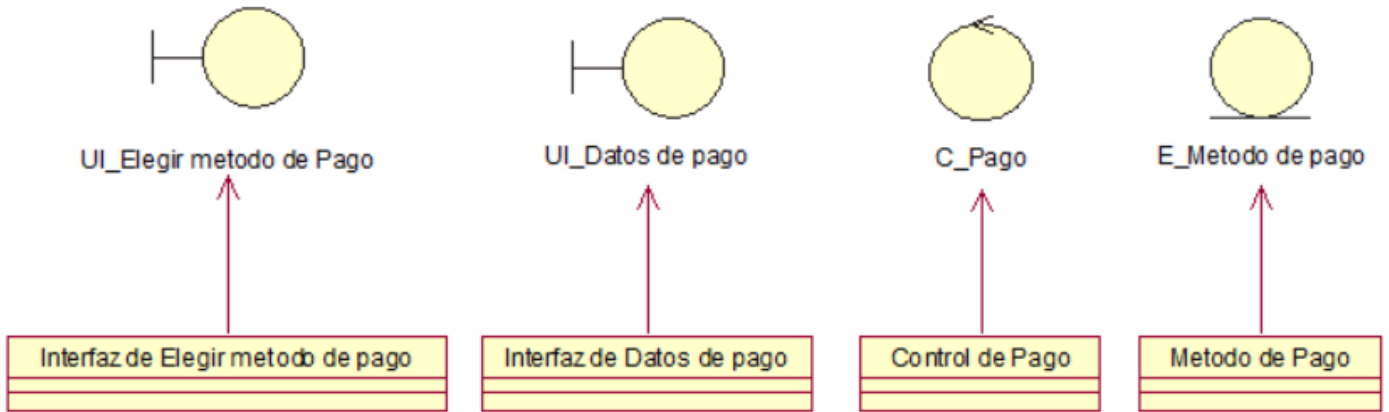 UI_Elegir metodo de Pago
UI_Datos de pago
C_Pago
E_Metodo de pago
Interfaz de Elegir metodo de pago
Interfaz de Datos de pago
Control de Pago
Metodo de Pago